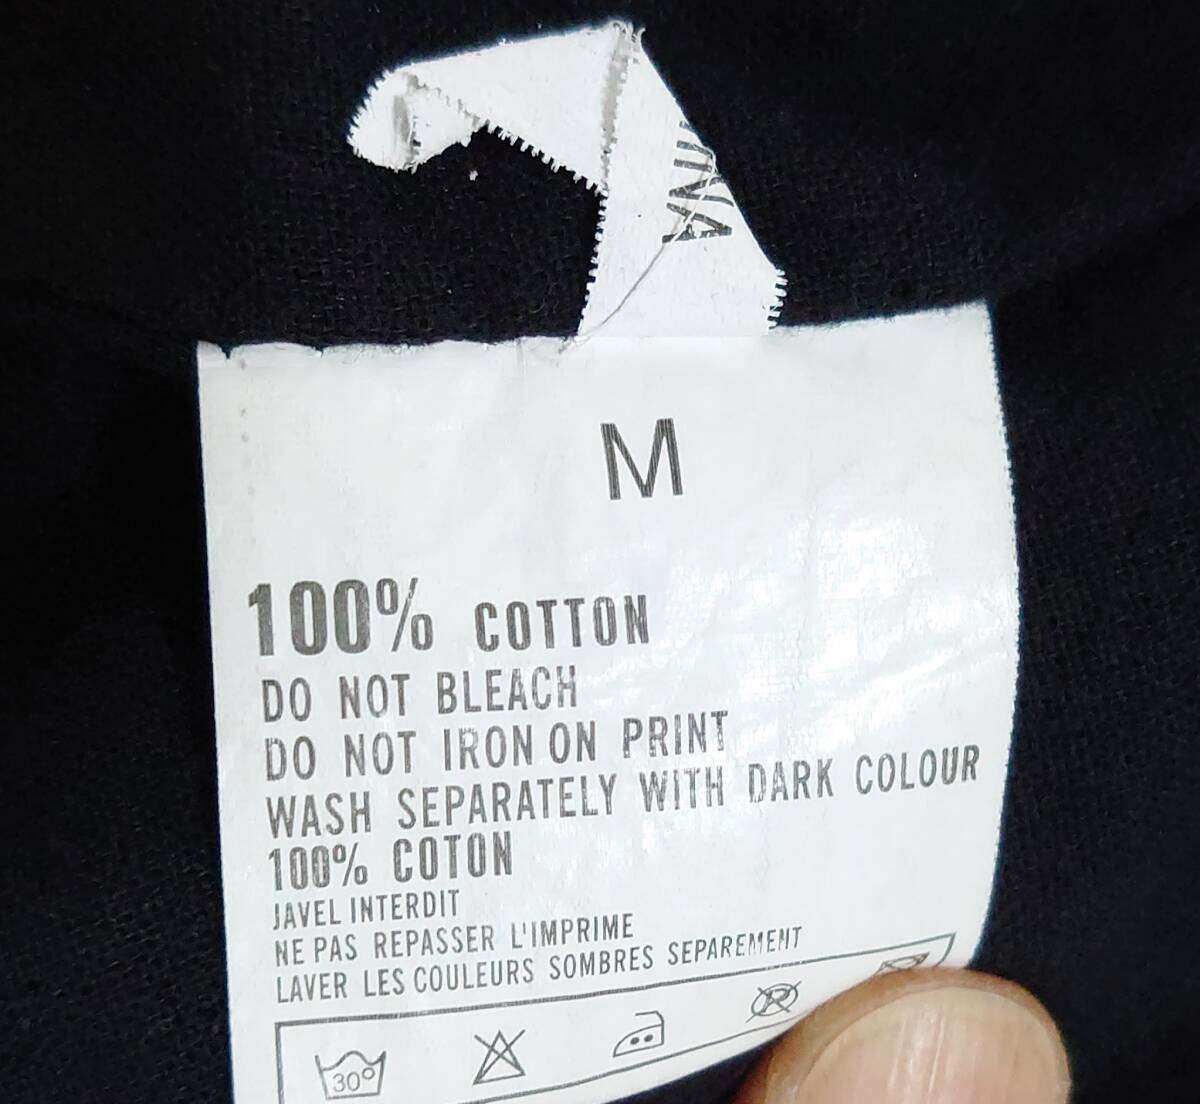 M
100% COTTON
DO NOT BLEACH
DO NOT IRON ON PRINT
WASH SEPARATELY WITH DARK COLOUR
100% COTON
JAVEL INTERDIT
NE PAS REPASSER L'IMPRIME
LAVER LES COULEURS SOMBRES SEPAREMENT
30°